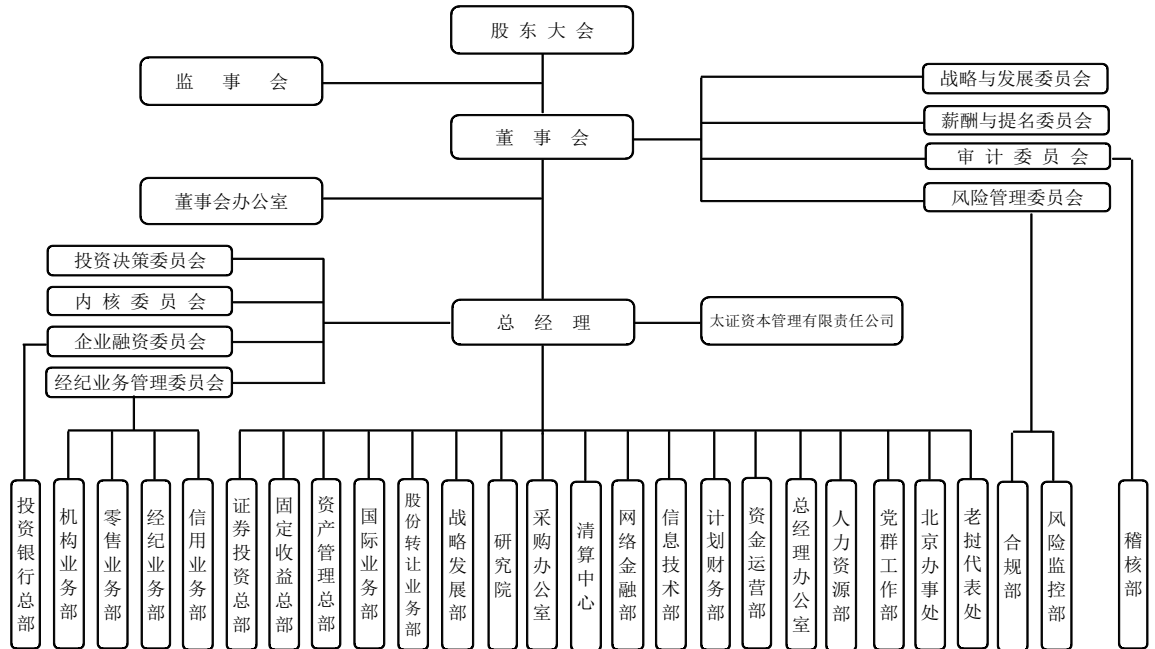 股东大会
监事会
战略与发展委员会
薪酬与提名委员会
董事会
审计委员会
董事会办公室
风险管理委员会
投资决策委员会
内核委员会
总经理
太证资本管理有限责任公司
企业融资委员会
经纪业务管理委员会
投资银行总部
机构业务部
零售业务部
经纪业务部
信用业务部
证券投资总部
固定收益总部
资产管理总部
国际业务部
股份转让业务部
战略发展部
研究院
采购办公室
清算中心
网络金融部
信息技术部
计划财务部
资金运营部
总经理办公室
人力资源部
党群工作部
北京办事处
老挝代表处
合规部
风险监控部
稽核部